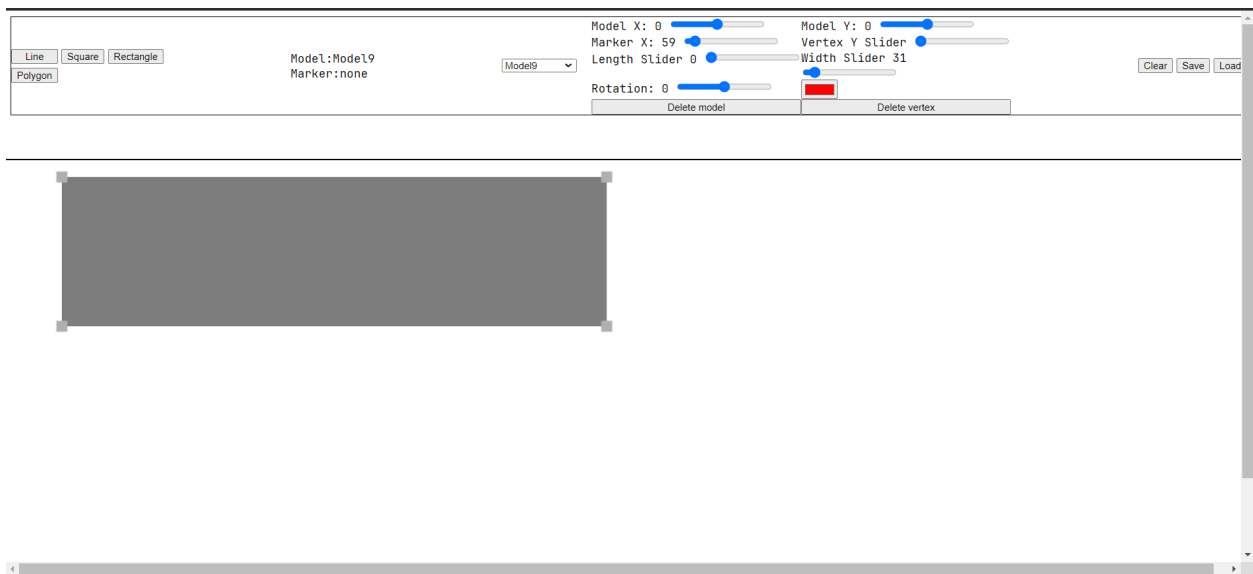 Line Square Rectangle
Polygon
Model:Model9
Marker:none
Model9
Model X: 0
Model Y: 0
Marker X: 59
Vertex Y Slider
Length Slider 0
Width Slider 31
Rotation: 0
Delete model
Delete vertex
Clear Save Load